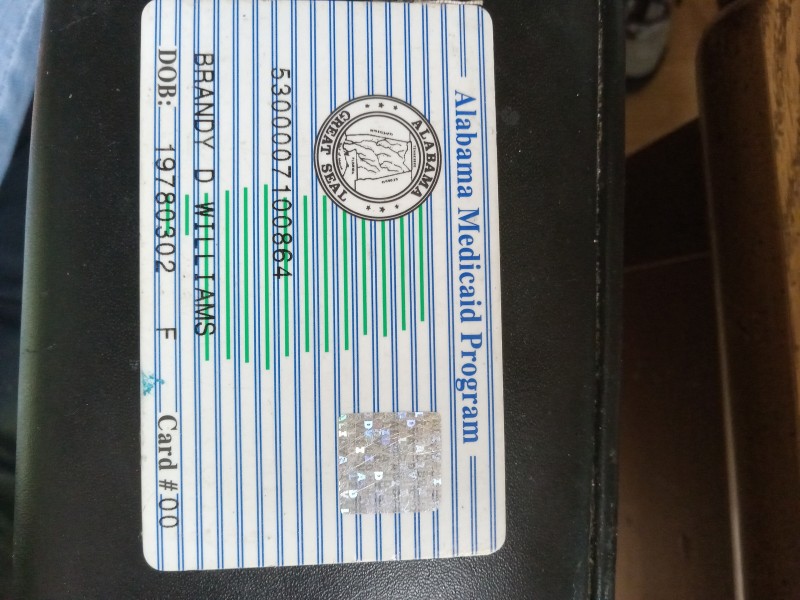 Alabama Medicaid Program
ALABAMA
GREAT SEAL
5300007100864
BRANDY D WILLIAMS
DOB: 19780302 F Card #00